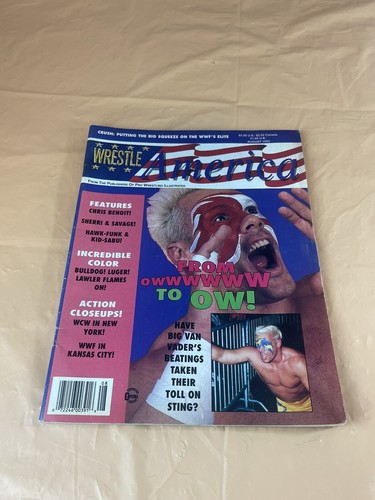 CRUSH: PUTTING THE BIG SQUEEZE ON THE WWF'S ELITE
WRESTLE
America
FROM THE PUBLISHERS OF PRO WRESTLING ILLUSTRATED
FEATURES
CHRIS BENOIT!
SHERRI & SAVAGE!
HAWK-FUNK &
KID-SABU!
INCREDIBLE
COLOR
BULLDOG! LUGER!
LAWLER FLAMES
ON!
ACTION
CLOSEUPS!
WCW IN
NEW YORK!
WWF IN
KANSAS CITY!
FROM
OWWWWWWW
TO OW!
HAVE
BIG VAN
VADER'S
BEATINGS
TAKEN
THEIR
TOLL ON
STING?
08